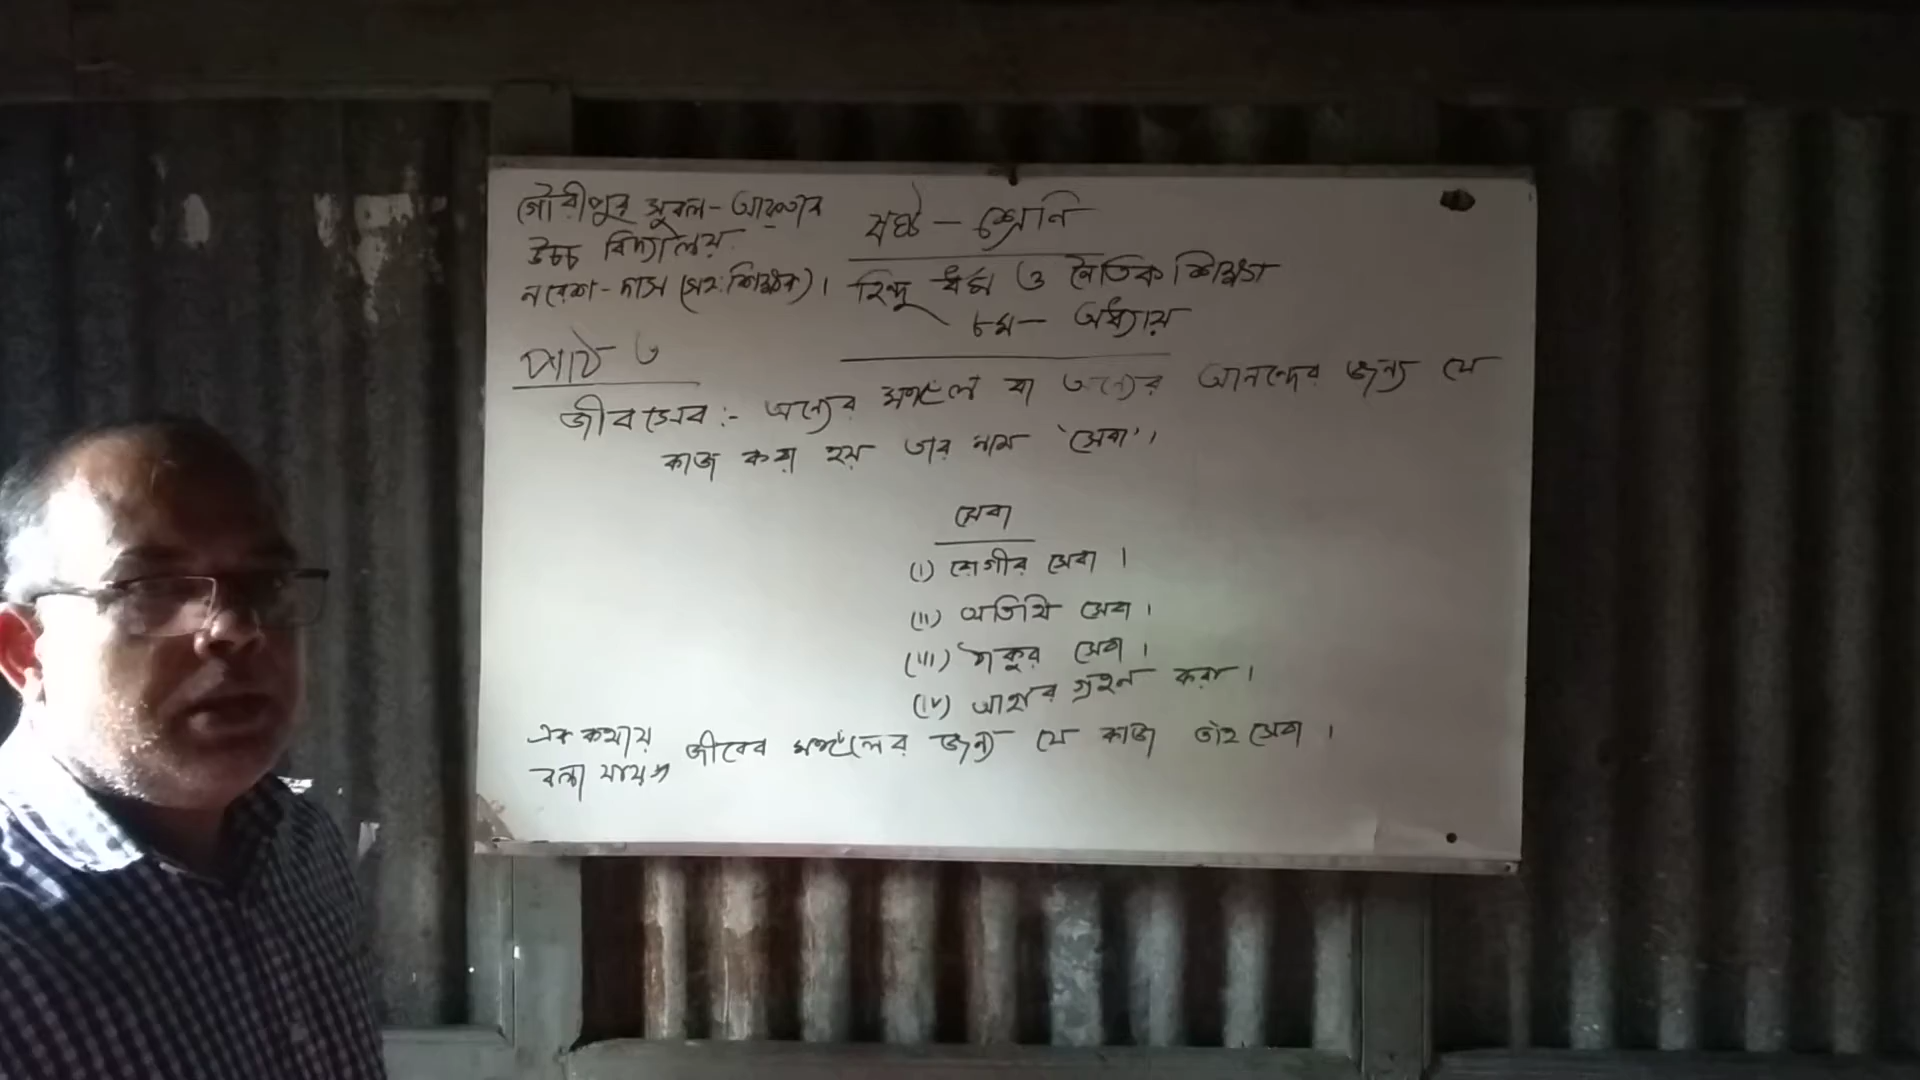 গৌরীপুর সুবল-আফতাব
উচ্চ বিদ্যালয়
নরেশ-দাস (সহ:শিক্ষক)।
ষষ্ঠ - শ্রেনি
হিন্দু ধর্ম ও নৈতিক শিক্ষা
৮ম- অধ্যায়
পাঠ ৩
জীবসেব :- অন্যের মঙ্গলে বা অন্যের আনন্দের জন্য যে
কাজ করা হয় তার নাম 'সেবা'।
সেবা
(i) রোগীর সেবা ।
(ii) অতিথি সেবা ।
(iii) ঠাকুর সেবা ।
(iv) আহার গ্রহন করা ।
এক কথায়
বলা যায়→ জীবের মঙ্গলের জন্য যে কাজ তাই সেবা ।